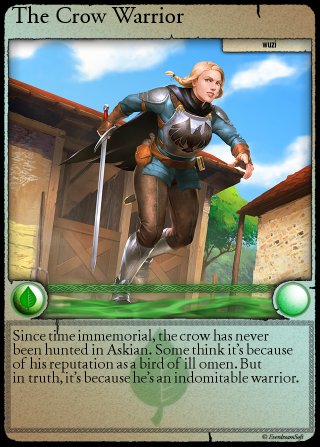 The Crow Warrior
wuzi
Since time immemorial, the crow has never
been hunted in Askian. Some think it's because
of his reputation as a bird of ill omen. But
in truth, it's because he's an indomitable warrior.
© EverdreamSoft